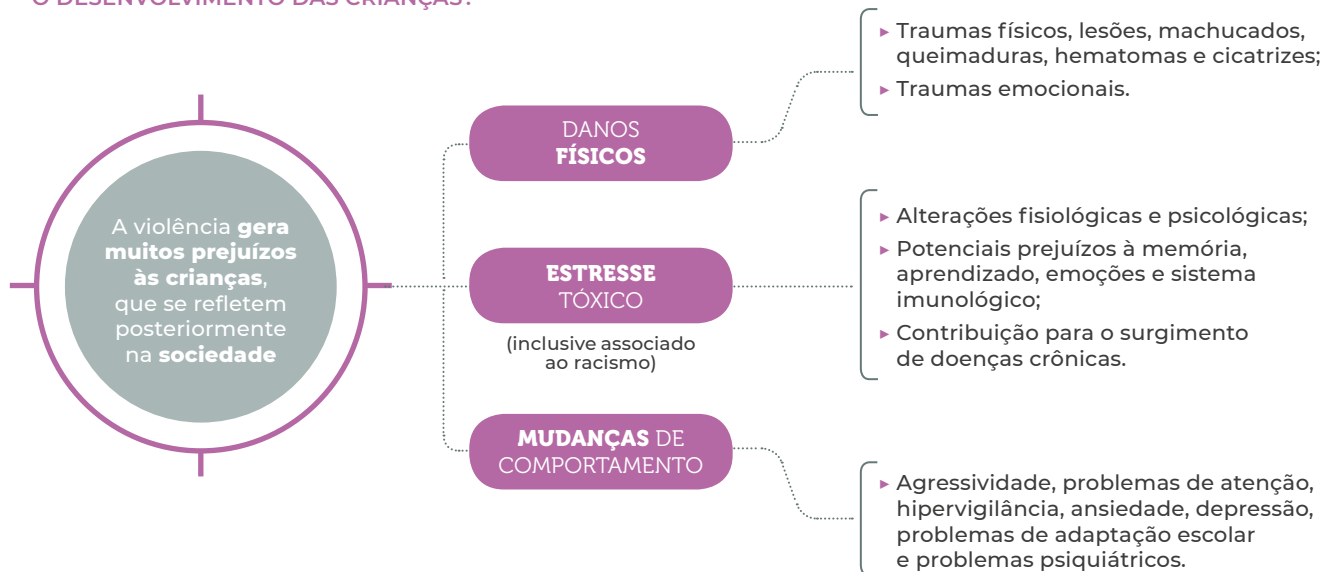 O DESENVOLVIMENTO DAS CRIANÇAS?
A violência gera
muitos prejuízos
às crianças,
que se refletem
posteriormente
na sociedade
DANOS
FÍSICOS
▸ Traumas físicos, lesões, machucados,
queimaduras, hematomas e cicatrizes;
▸ Traumas emocionais.
ESTRESSE
TÓXICO
(inclusive associado
ao racismo)
▸ Alterações fisiológicas e psicológicas;
▸ Potenciais prejuízos à memória,
aprendizado, emoções e sistema
imunológico;
▸ Contribuição para o surgimento
de doenças crônicas.
MUDANÇAS DE
COMPORTAMENTO
▸ Agressividade, problemas de atenção,
hipervigilância, ansiedade, depressão,
problemas de adaptação escolar
e problemas psiquiátricos.